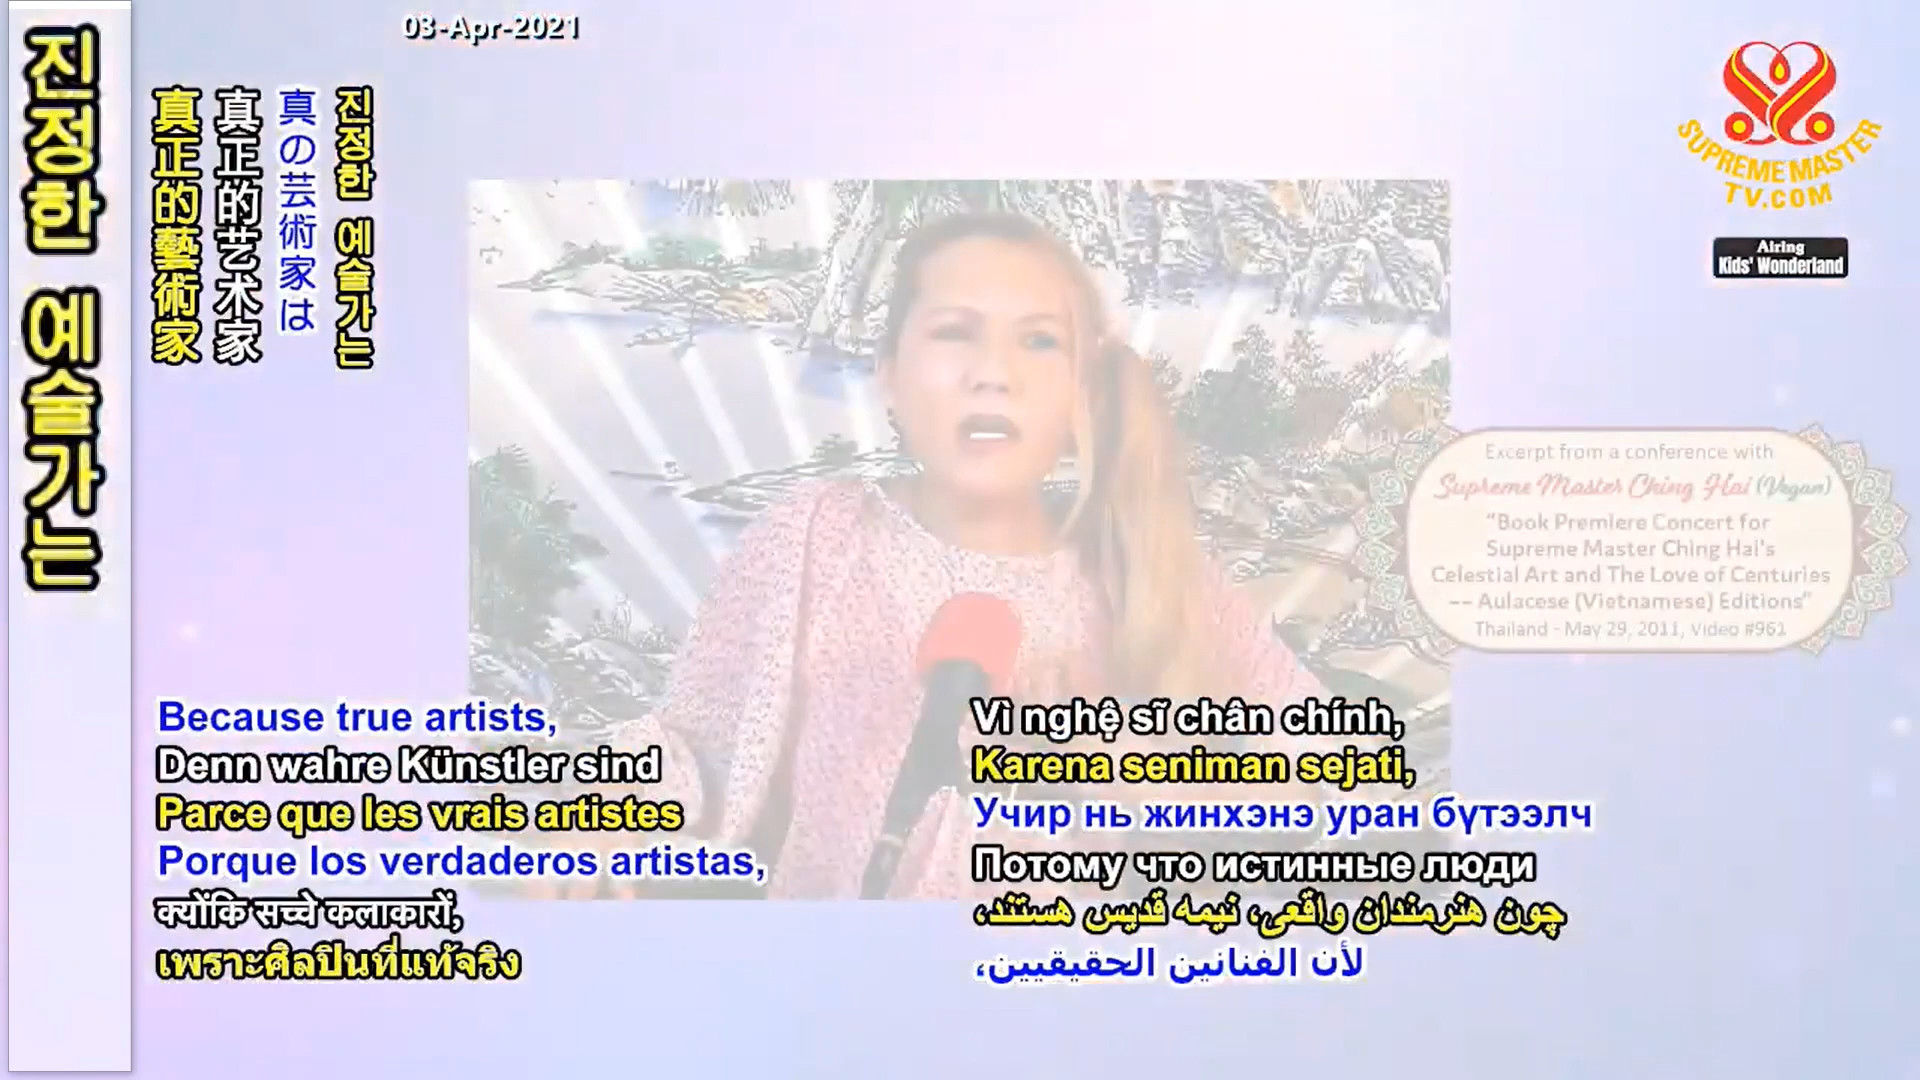 진정한 예술가는
03-Apr-2021
真正的藝術家
真正的艺术家
真の芸術家は
진정한 예술가는
SUPREME MASTER
TV.COM
Airing
Kids' Wonderland
Excerpt from a conference with
Supreme Master Ching Hai (Vegan)
"Book Premiere Concert for
Supreme Master Ching Hai's
Celestial Art and The Love of Centuries
-- Aulacese (Vietnamese) Editions"
Thailand - May 29, 2011, Video #961
Because true artists,
Denn wahre Künstler sind
Parce que les vrais artistes
Porque los verdaderos artistas,
क्योंकि सच्चे कलाकारों,
เพราะศิลปินที่แท้จริง
Vì nghệ sĩ chân chính,
Karena seniman sejati,
Учир нь жинхэнэ уран бүтээлч
Потому что истинные люди
چون هنرمندان واقعی، نیمه قدیس هستند،
لأن الفنانين الحقيقيين،